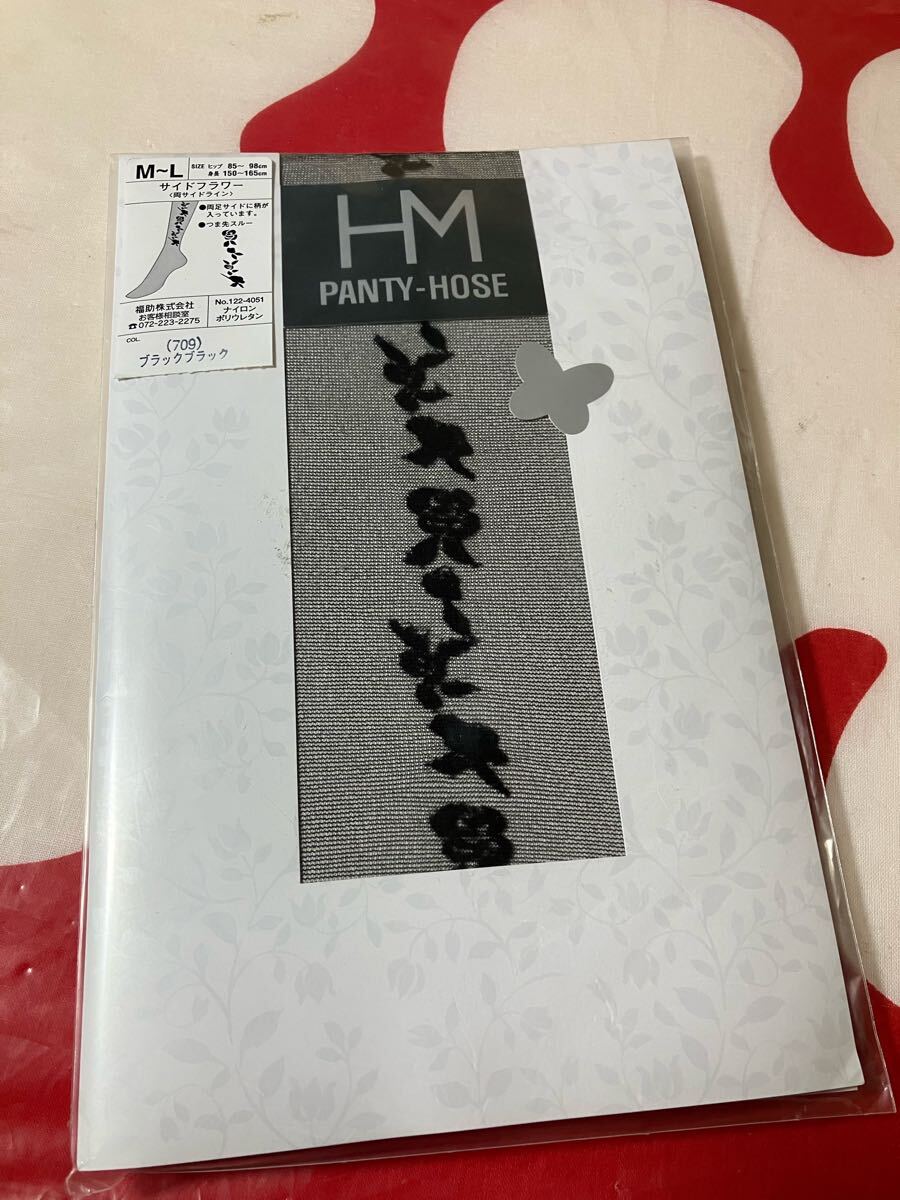 M~L
SIZE ヒップ 85~ 98cm
身長 150~165cm
サイドフラワー
<両サイドライン>
●両足サイドに柄が
入っています。
●つま先スルー
福助株式会社
お客様相談室
☎072-223-2275
No.122-4051
ナイロン
ポリウレタン
COL.
(709)
ブラックブラック
HM
PANTY-HOSE